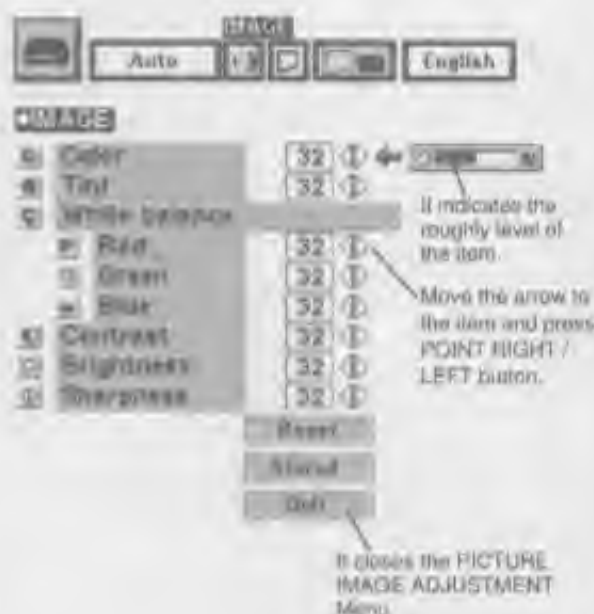 IMAGE
Auto
English
IMAGE
Color 32
Tint 32
White balance
Red 32
Green 32
Blue 32
Contrast 32
Brightness 32
Sharpness 32
Reset
Stored
Quit
It indicates the
roughly level of
the item.
Move the arrow to
the item and press
POINT RIGHT /
LEFT button.
It closes the PICTURE
IMAGE ADJUSTMENT
Menu.